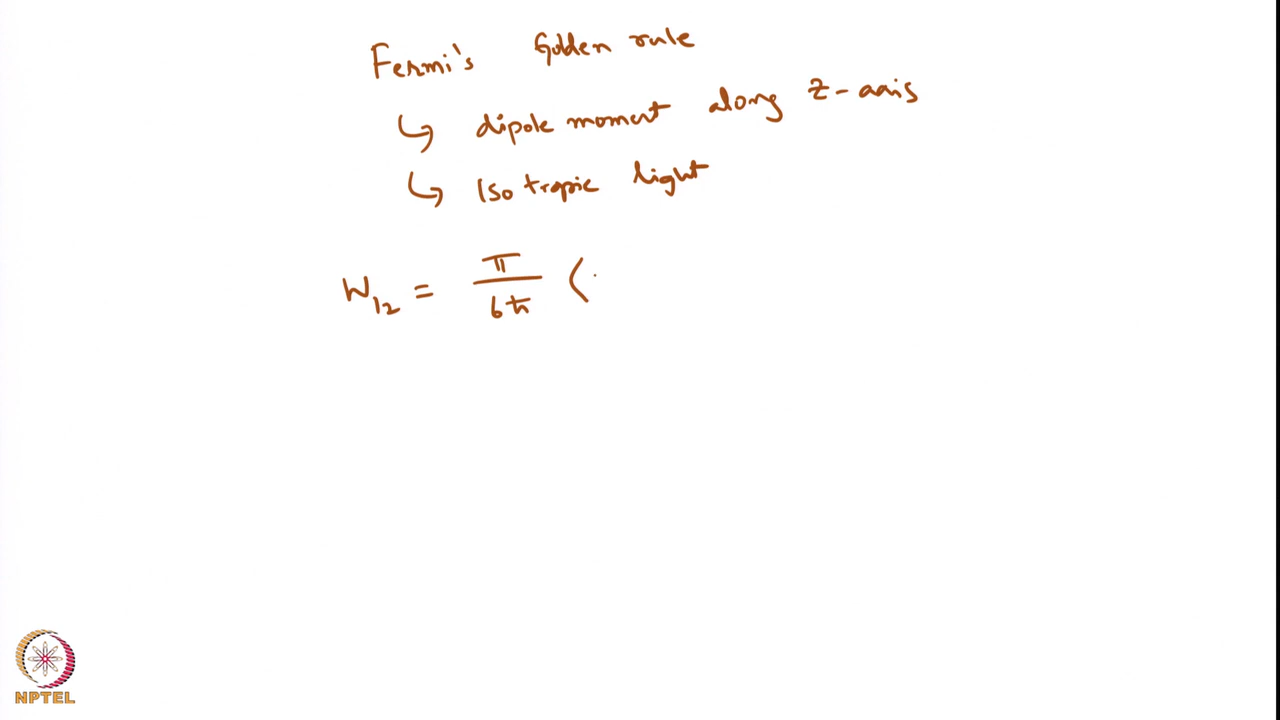 Fermi's Golden rule
↳ dipole moment along z-axis
↳ Isotropic light
W₁₂ = π/6ħ ⟨
NPTEL